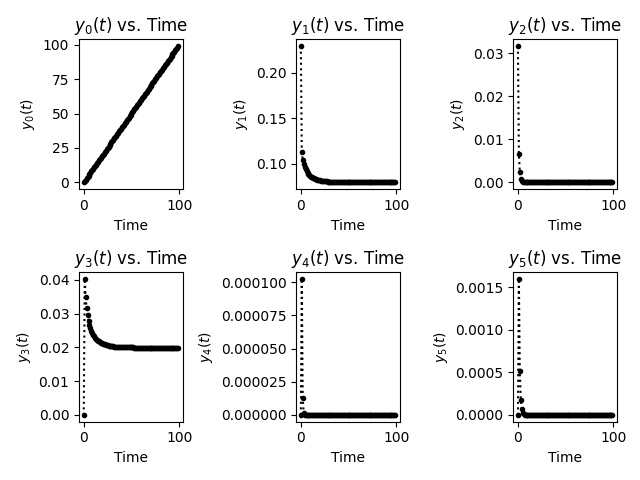 y₀(t) vs. Time
y₁(t) vs. Time
y₂(t) vs. Time
y₀(t)
100
75
50
25
0
0
100
Time
y₁(t)
0.20
0.15
0.10
0
100
Time
y₂(t)
0.03
0.02
0.01
0.00
0
100
Time
y₃(t) vs. Time
y₄(t) vs. Time
y₅(t) vs. Time
y₃(t)
0.04
0.03
0.02
0.01
0.00
0
100
Time
y₄(t)
0.000100
0.000075
0.000050
0.000025
0.000000
0
100
Time
y₅(t)
0.0015
0.0010
0.0005
0.0000
0
100
Time